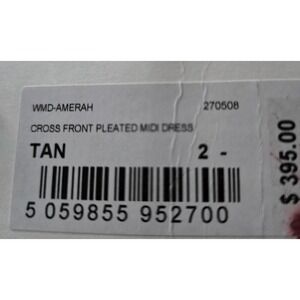 WMD-AMERAH 270508
CROSS FRONT PLEATED MIDI DRESS
TAN 2 -
5 059855 952700
$ 395.00